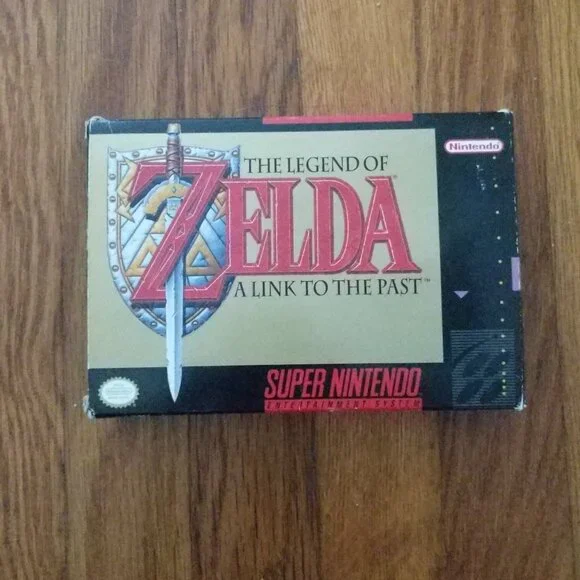 THE LEGEND OF
Nintendo
ZELDA
A LINK TO THE PAST™
SUPER NINTENDO
ENTERTAINMENT SYSTEM